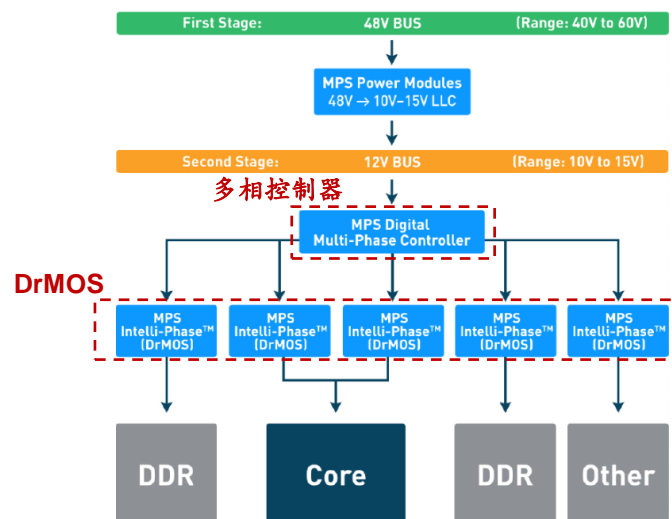 First Stage: 48V BUS (Range: 40V to 60V)
MPS Power Modules
48V → 10V–15V LLC
Second Stage: 12V BUS (Range: 10V to 15V)
多相控制器
MPS Digital
Multi-Phase Controller
DrMOS
MPS
Intelli-Phase™
(DrMOS)
MPS
Intelli-Phase™
(DrMOS)
MPS
Intelli-Phase™
(DrMOS)
MPS
Intelli-Phase™
(DrMOS)
MPS
Intelli-Phase™
(DrMOS)
DDR
Core
DDR
Other